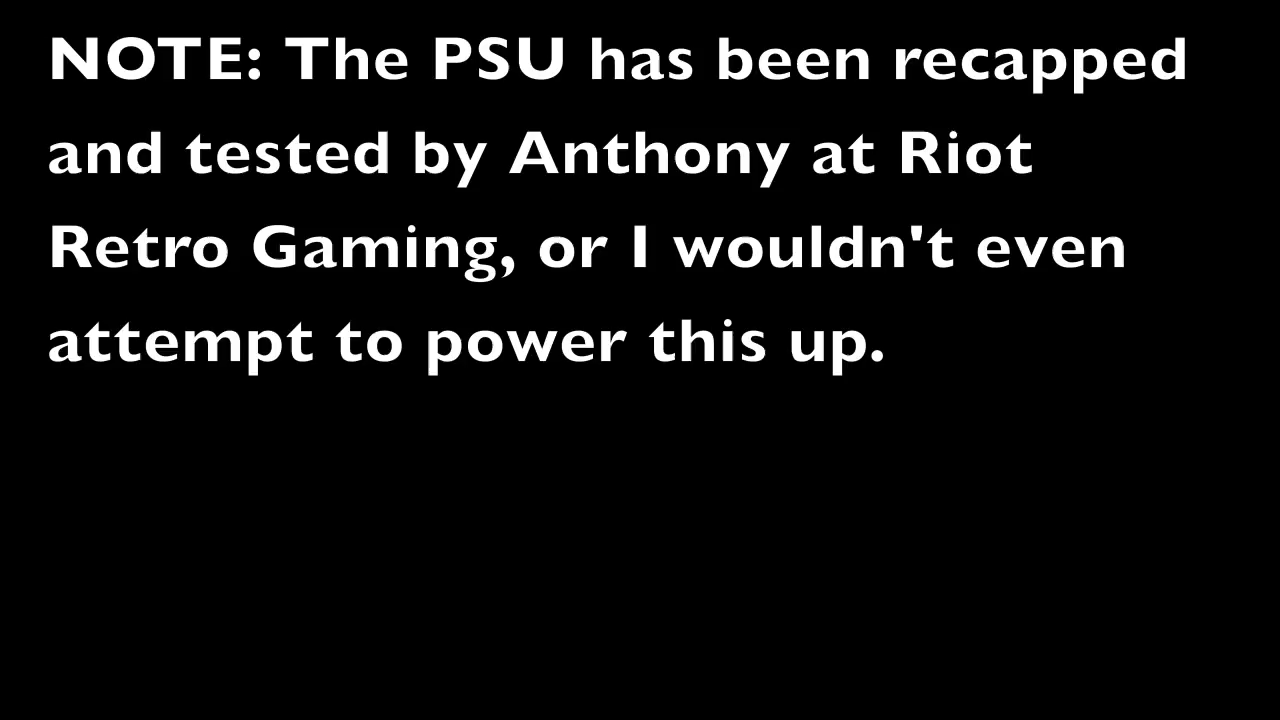 NOTE: The PSU has been recapped
and tested by Anthony at Riot
Retro Gaming, or I wouldn't even
attempt to power this up.